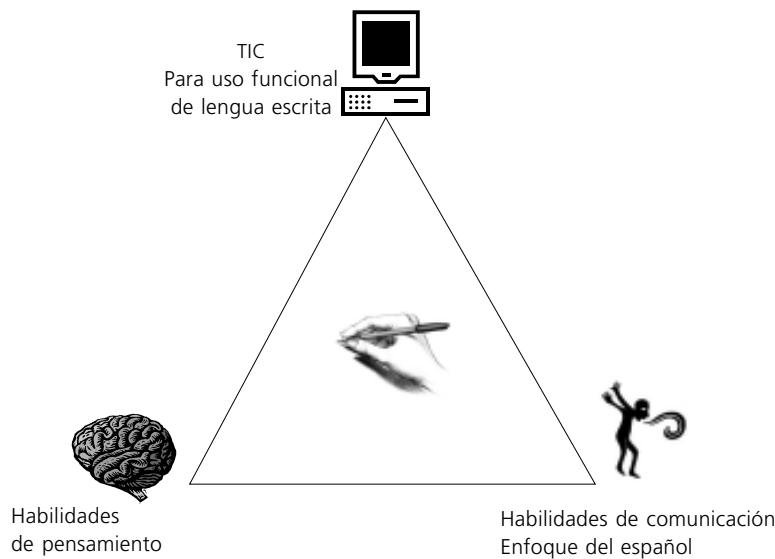 TIC
Para uso funcional
de lengua escrita
Habilidades
de pensamiento
Habilidades de comunicación
Enfoque del español